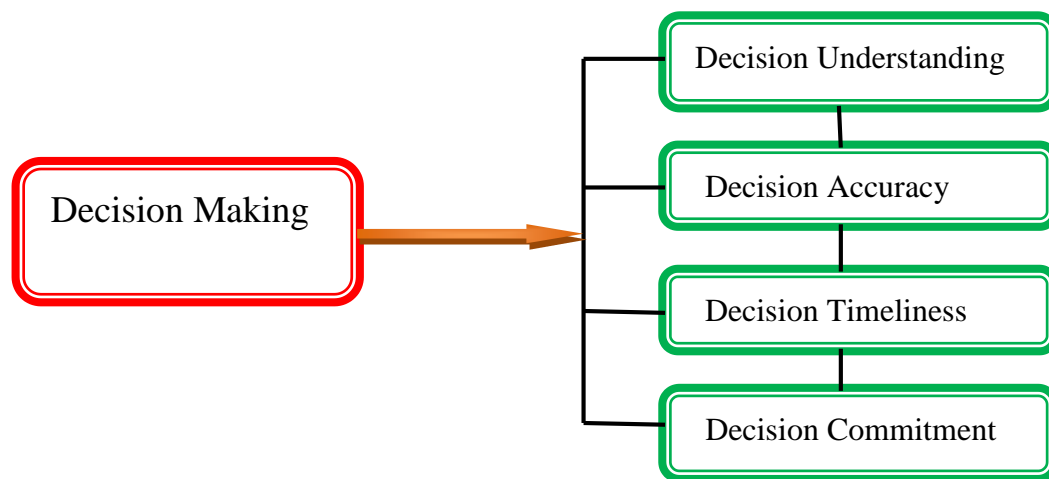 Decision Understanding
Decision Making
Decision Accuracy
Decision Timeliness
Decision Commitment